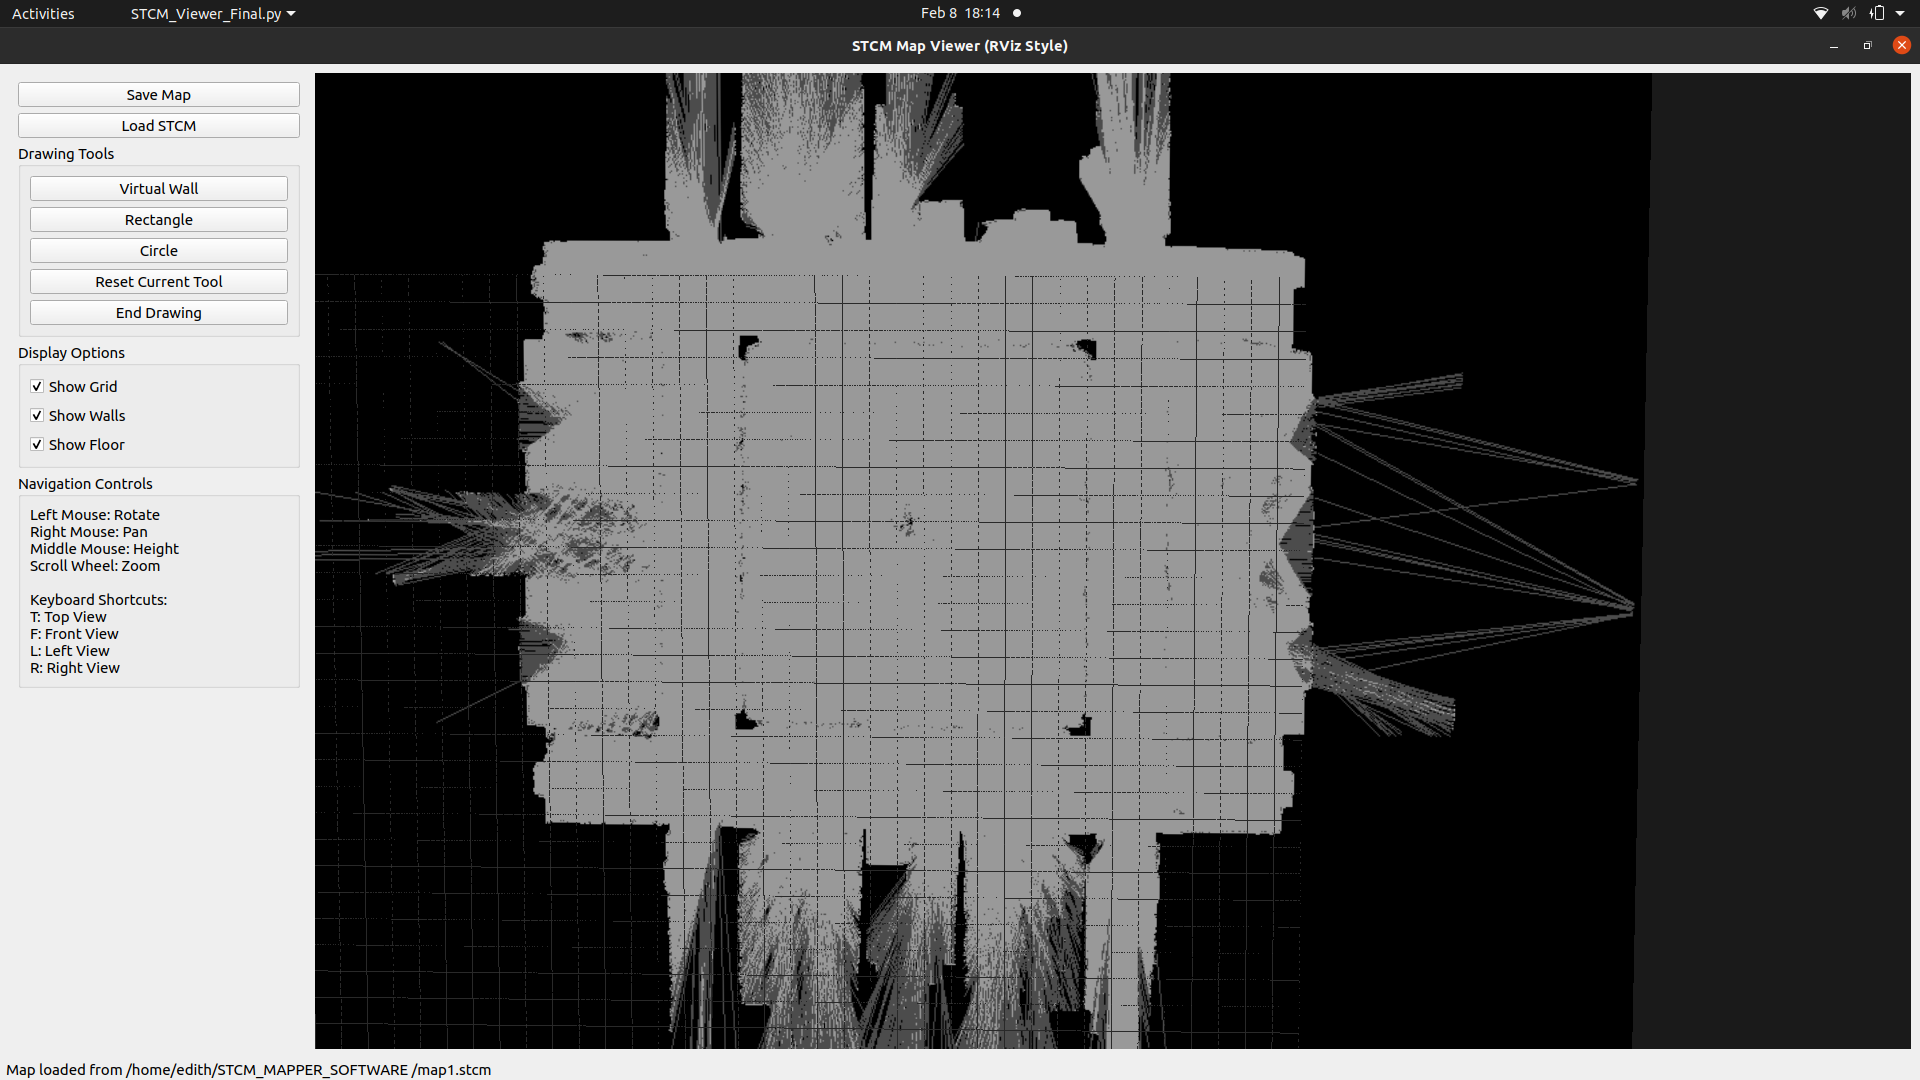 Activities
STCM_Viewer_Final.py
Feb 8 18:14
STCM Map Viewer (RViz Style)
Save Map
Load STCM
Drawing Tools
Virtual Wall
Rectangle
Circle
Reset Current Tool
End Drawing
Display Options
Show Grid
Show Walls
Show Floor
Navigation Controls
Left Mouse: Rotate
Right Mouse: Pan
Middle Mouse: Height
Scroll Wheel: Zoom
Keyboard Shortcuts:
T: Top View
F: Front View
L: Left View
R: Right View
Map loaded from /home/edith/STCM_MAPPER_SOFTWARE /map1.stcm